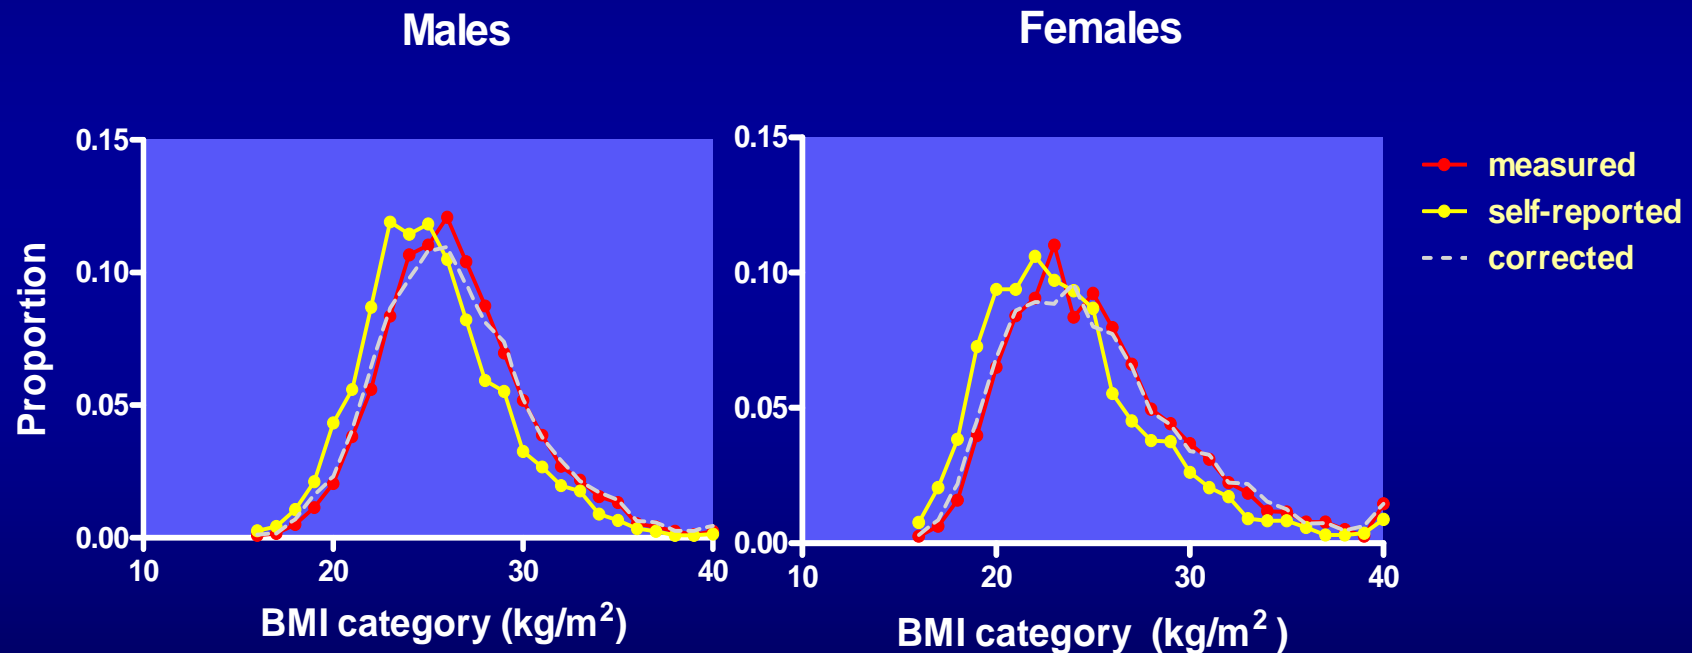 Males
Females
0.15
0.10
0.05
0.00
Proportion
10 20 30 40
BMI category (kg/m²)
0.15
0.10
0.05
0.00
10 20 30 40
BMI category (kg/m²)
measured
self-reported
corrected